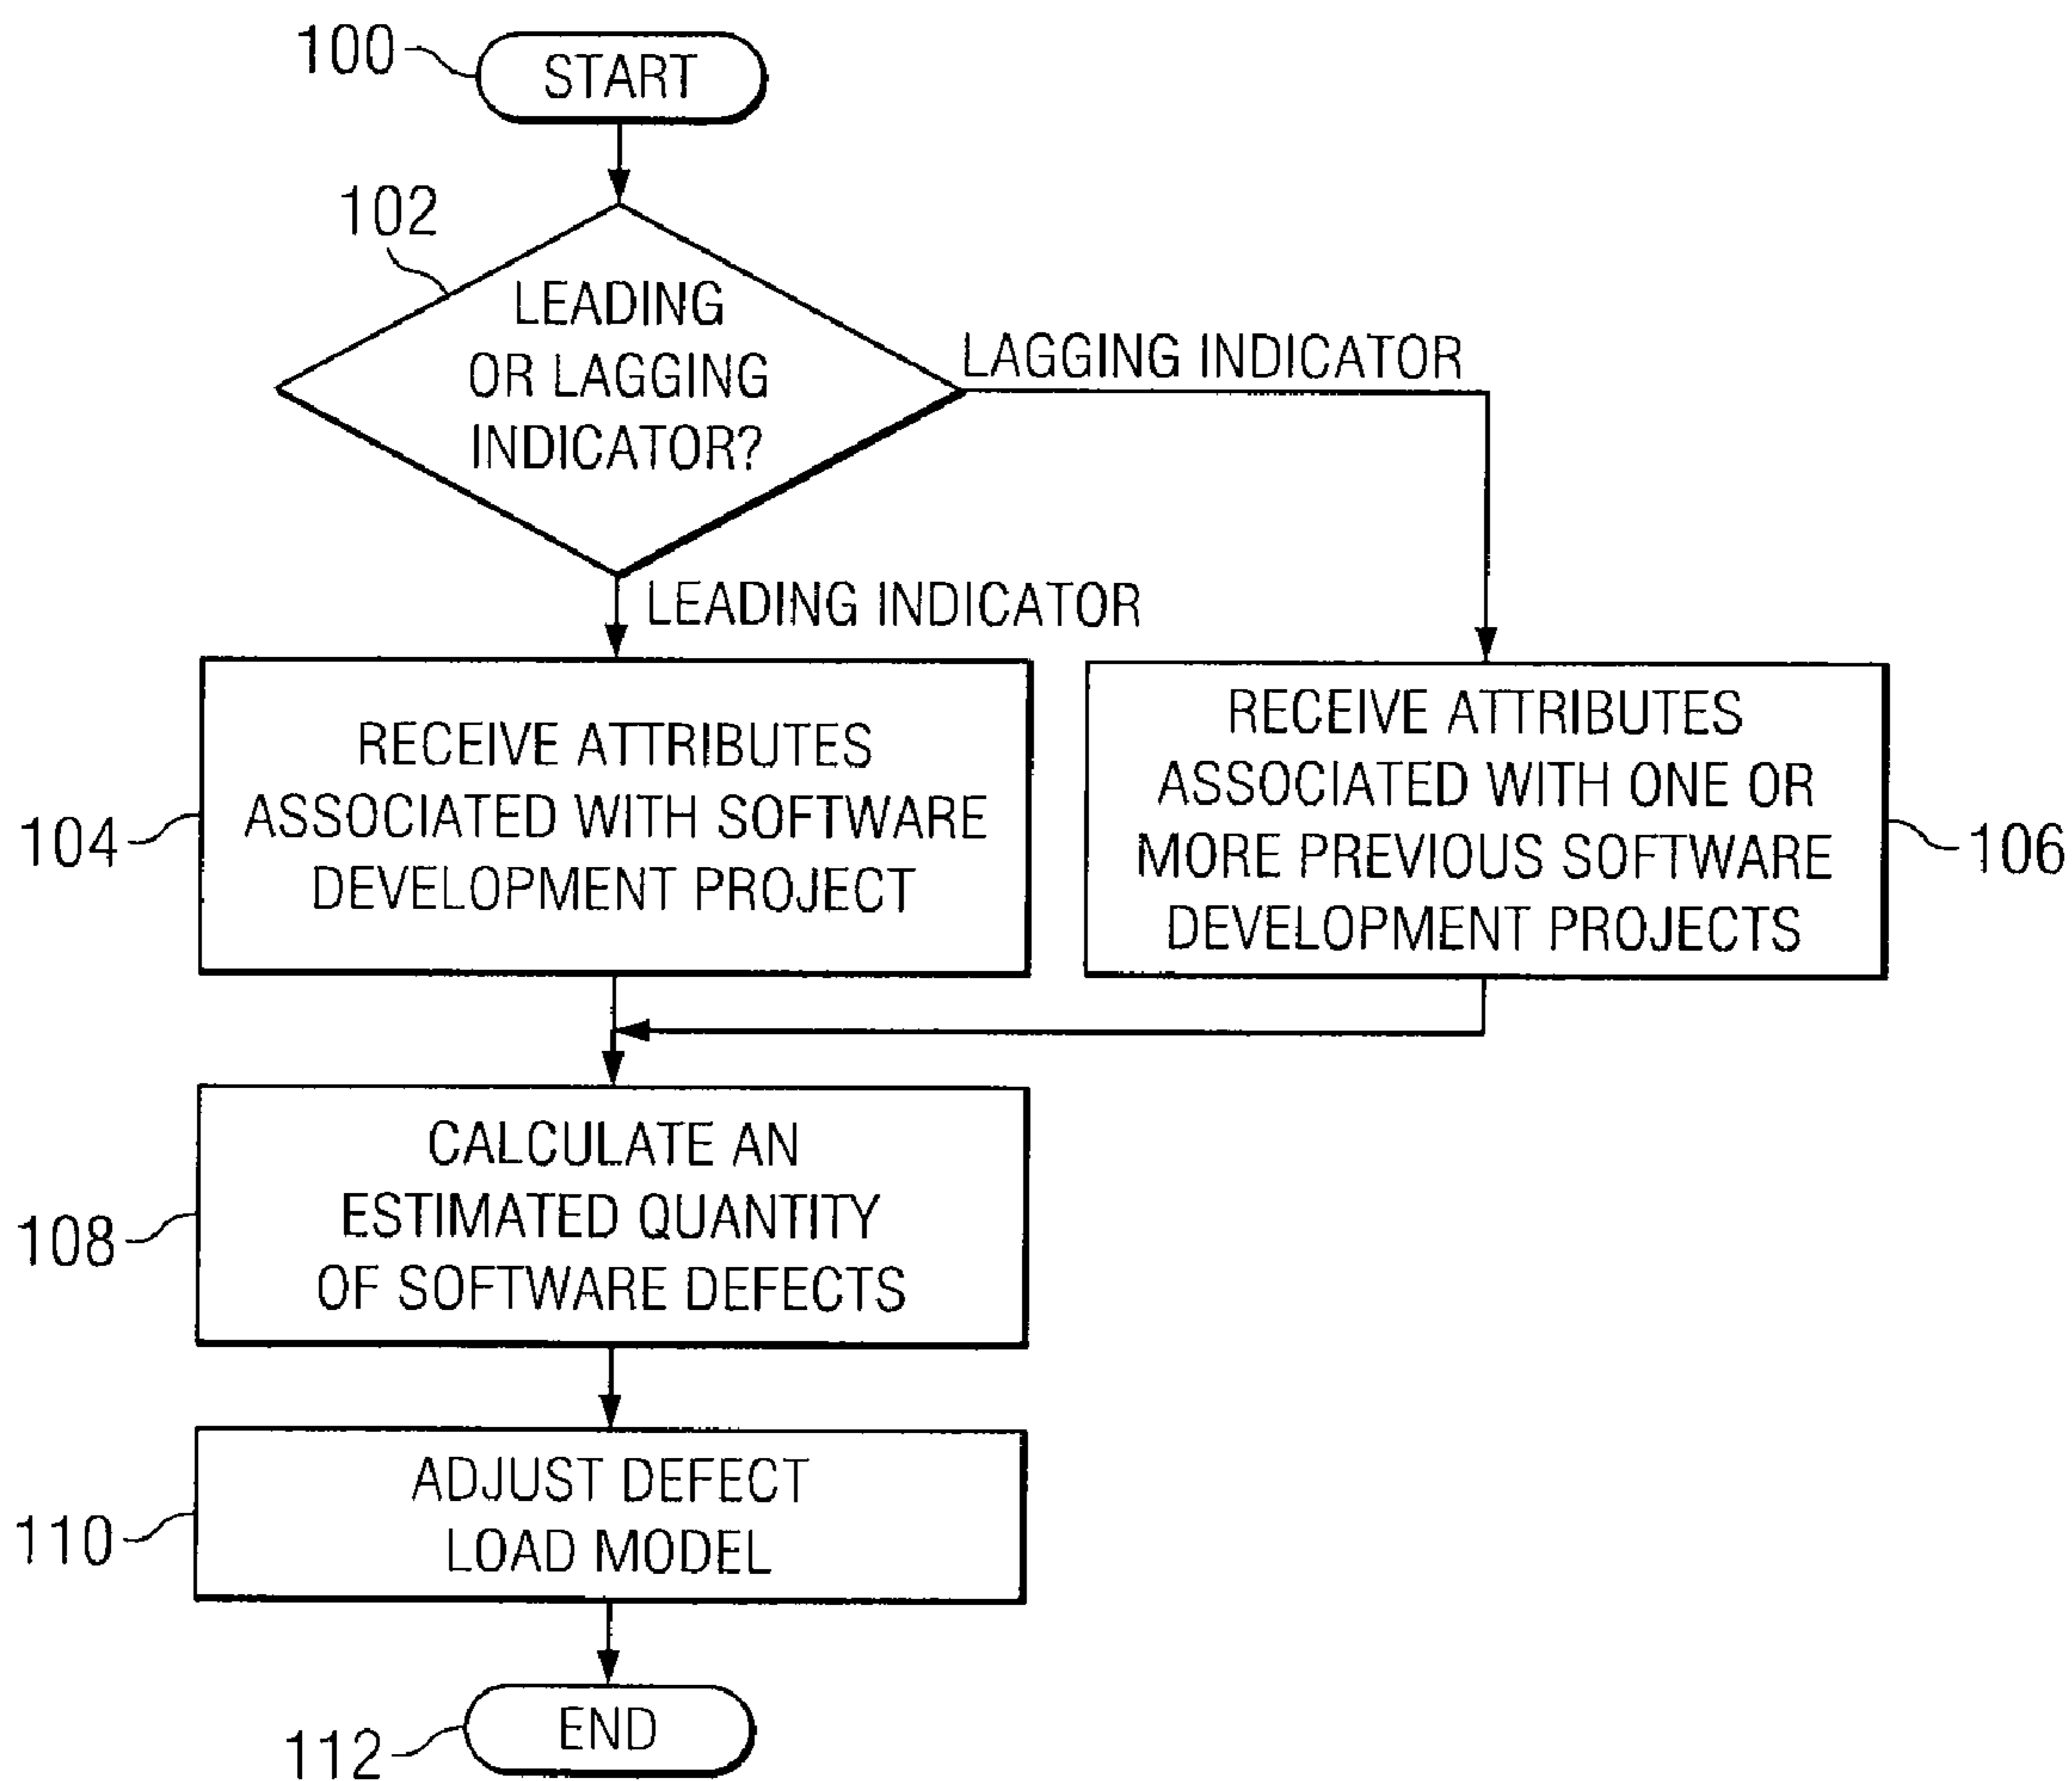 100
START
102
LEADING
OR LAGGING
INDICATOR?
LAGGING INDICATOR
LEADING INDICATOR
104
RECEIVE ATTRIBUTES
ASSOCIATED WITH SOFTWARE
DEVELOPMENT PROJECT
RECEIVE ATTRIBUTES
ASSOCIATED WITH ONE OR
MORE PREVIOUS SOFTWARE
DEVELOPMENT PROJECTS
106
108
CALCULATE AN
ESTIMATED QUANTITY
OF SOFTWARE DEFECTS
110
ADJUST DEFECT
LOAD MODEL
112
END